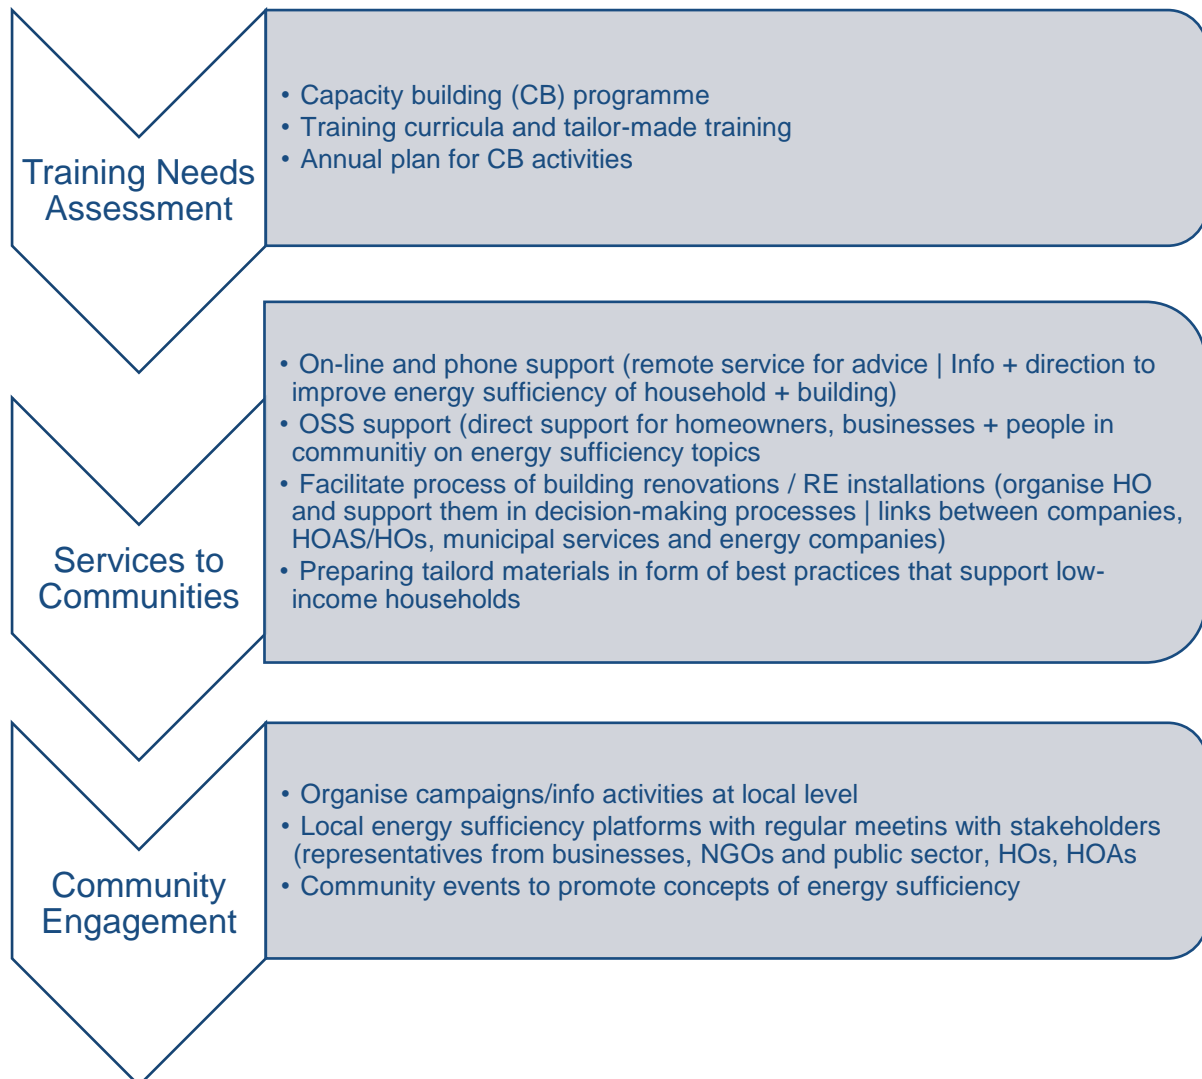 Training Needs
Assessment
• Capacity building (CB) programme
• Training curricula and tailor-made training
• Annual plan for CB activities
Services to
Communities
• On-line and phone support (remote service for advice | Info + direction to
improve energy sufficiency of household + building)
• OSS support (direct support for homeowners, businesses + people in
communitiy on energy sufficiency topics
• Facilitate process of building renovations / RE installations (organise HO
and support them in decision-making processes | links between companies,
HOAS/HOs, municipal services and energy companies)
• Preparing tailord materials in form of best practices that support low-
income households
Community
Engagement
• Organise campaigns/info activities at local level
• Local energy sufficiency platforms with regular meetins with stakeholders
(representatives from businesses, NGOs and public sector, HOs, HOAs
• Community events to promote concepts of energy sufficiency